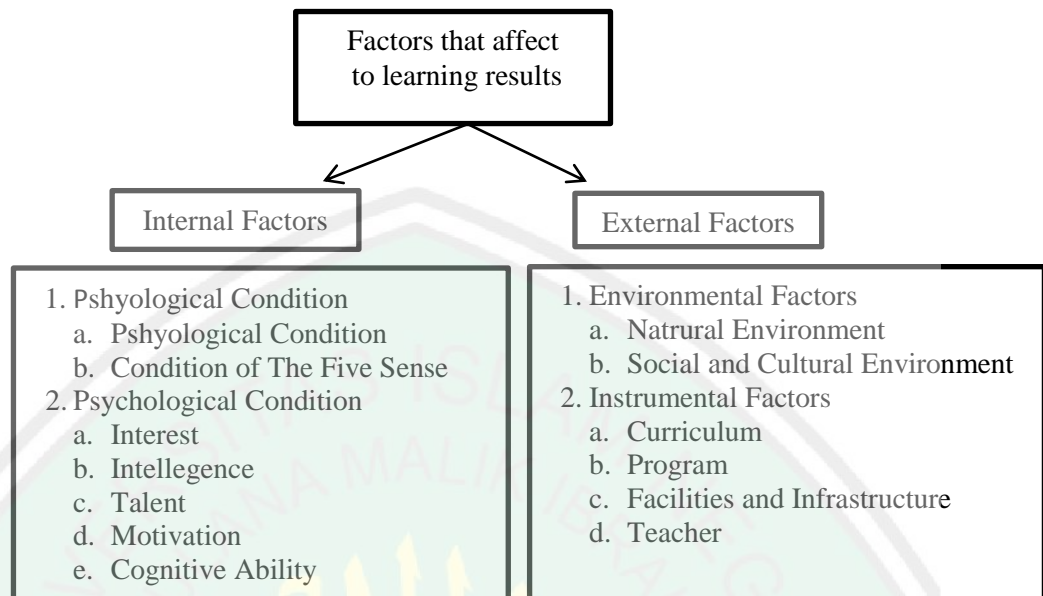 Factors that affect
to learning results
Internal Factors
External Factors
1. Pshyological Condition
a. Pshyological Condition
b. Condition of The Five Sense
2. Psychological Condition
a. Interest
b. Intellegence
c. Talent
d. Motivation
e. Cognitive Ability
1. Environmental Factors
a. Natrural Environment
b. Social and Cultural Environment
2. Instrumental Factors
a. Curriculum
b. Program
c. Facilities and Infrastructure
d. Teacher